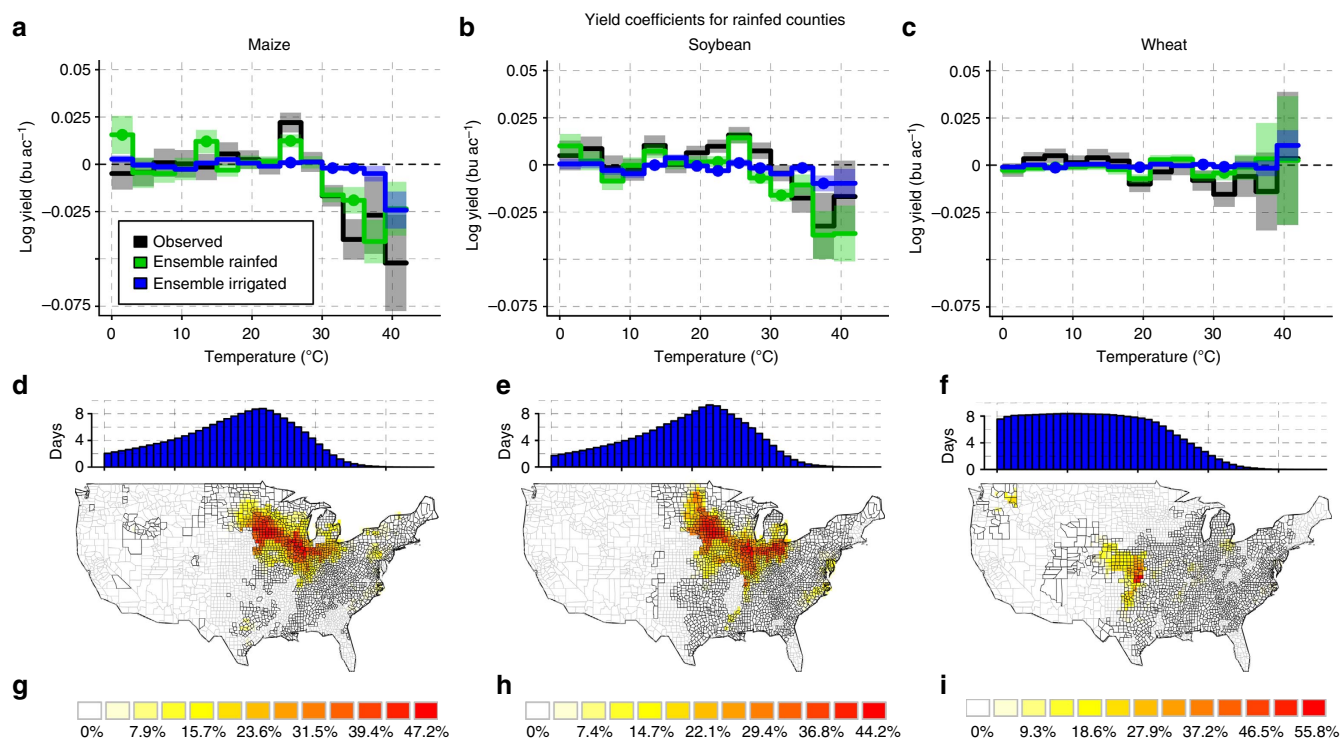 Yield coefficients for rainfed counties
a
Maize
b
Soybean
c
Wheat
Log yield (bu ac⁻¹)
0.05
0.025
0
−0.025
−0.075
Observed
Ensemble rainfed
Ensemble irrigated
0 10 20 30 40
Temperature (°C)
Log yield (bu ac⁻¹)
0.05
0.025
0
−0.025
−0.075
0 10 20 30 40
Temperature (°C)
Log yield (bu ac⁻¹)
0.05
0.025
0
−0.025
−0.075
0 10 20 30 40
Temperature (°C)
d
Days
8
4
0
e
Days
8
4
0
f
Days
8
4
0
g
0% 7.9% 15.7% 23.6% 31.5% 39.4% 47.2%
h
0% 7.4% 14.7% 22.1% 29.4% 36.8% 44.2%
i
0% 9.3% 18.6% 27.9% 37.2% 46.5% 55.8%